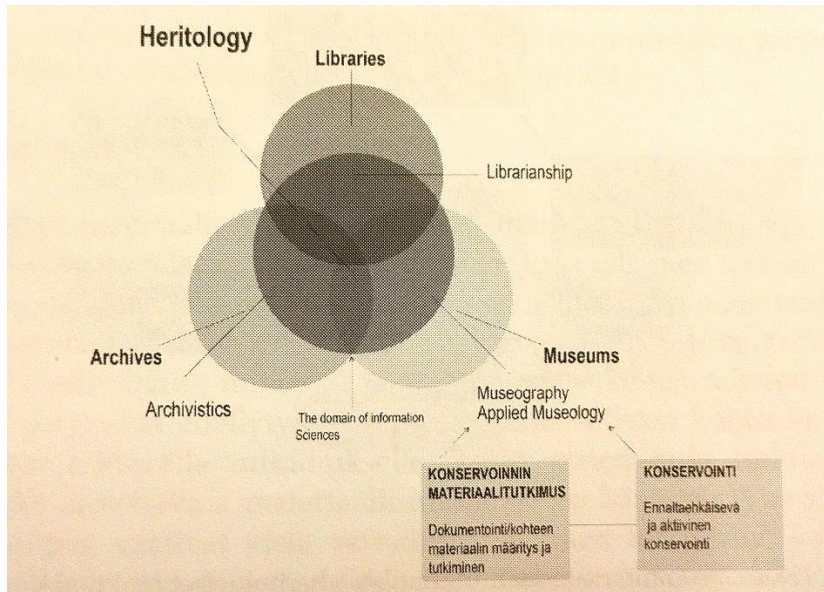 Heritology
Libraries
Librarianship
Archives
Archivistics
The domain of information
Sciences
Museums
Museography
Applied Museology
KONSERVOINNIN
MATERIAALITUTKIMUS
Dokumentointi/kohteen
materiaalin määritys ja
tutkiminen
KONSERVOINTI
Ennaltaehkäisevä
ja aktiivinen
konservointi